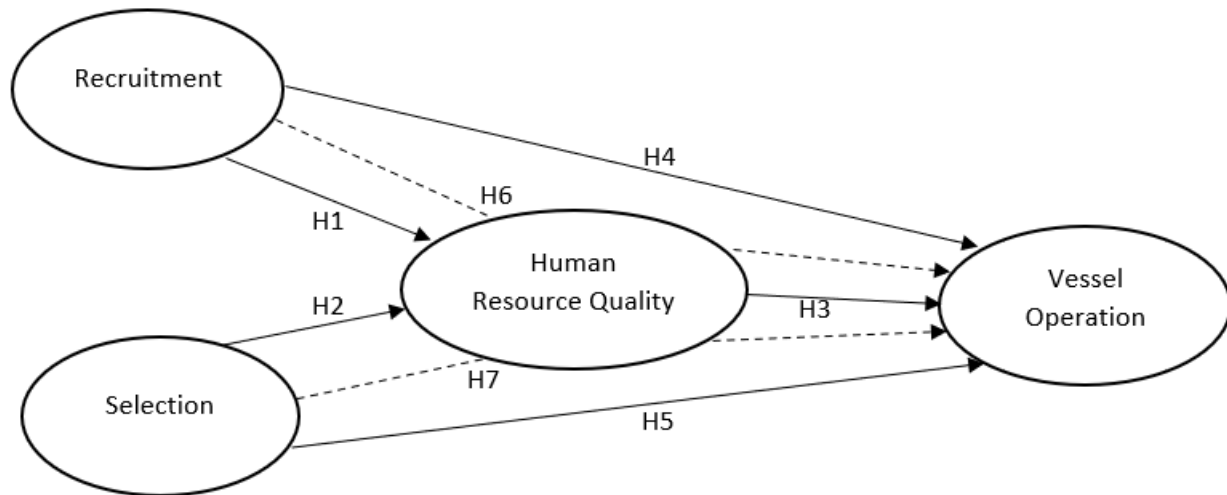 Recruitment
H4
H6
H1
Human
Resource Quality
Vessel
Operation
H2
H3
H7
Selection
H5